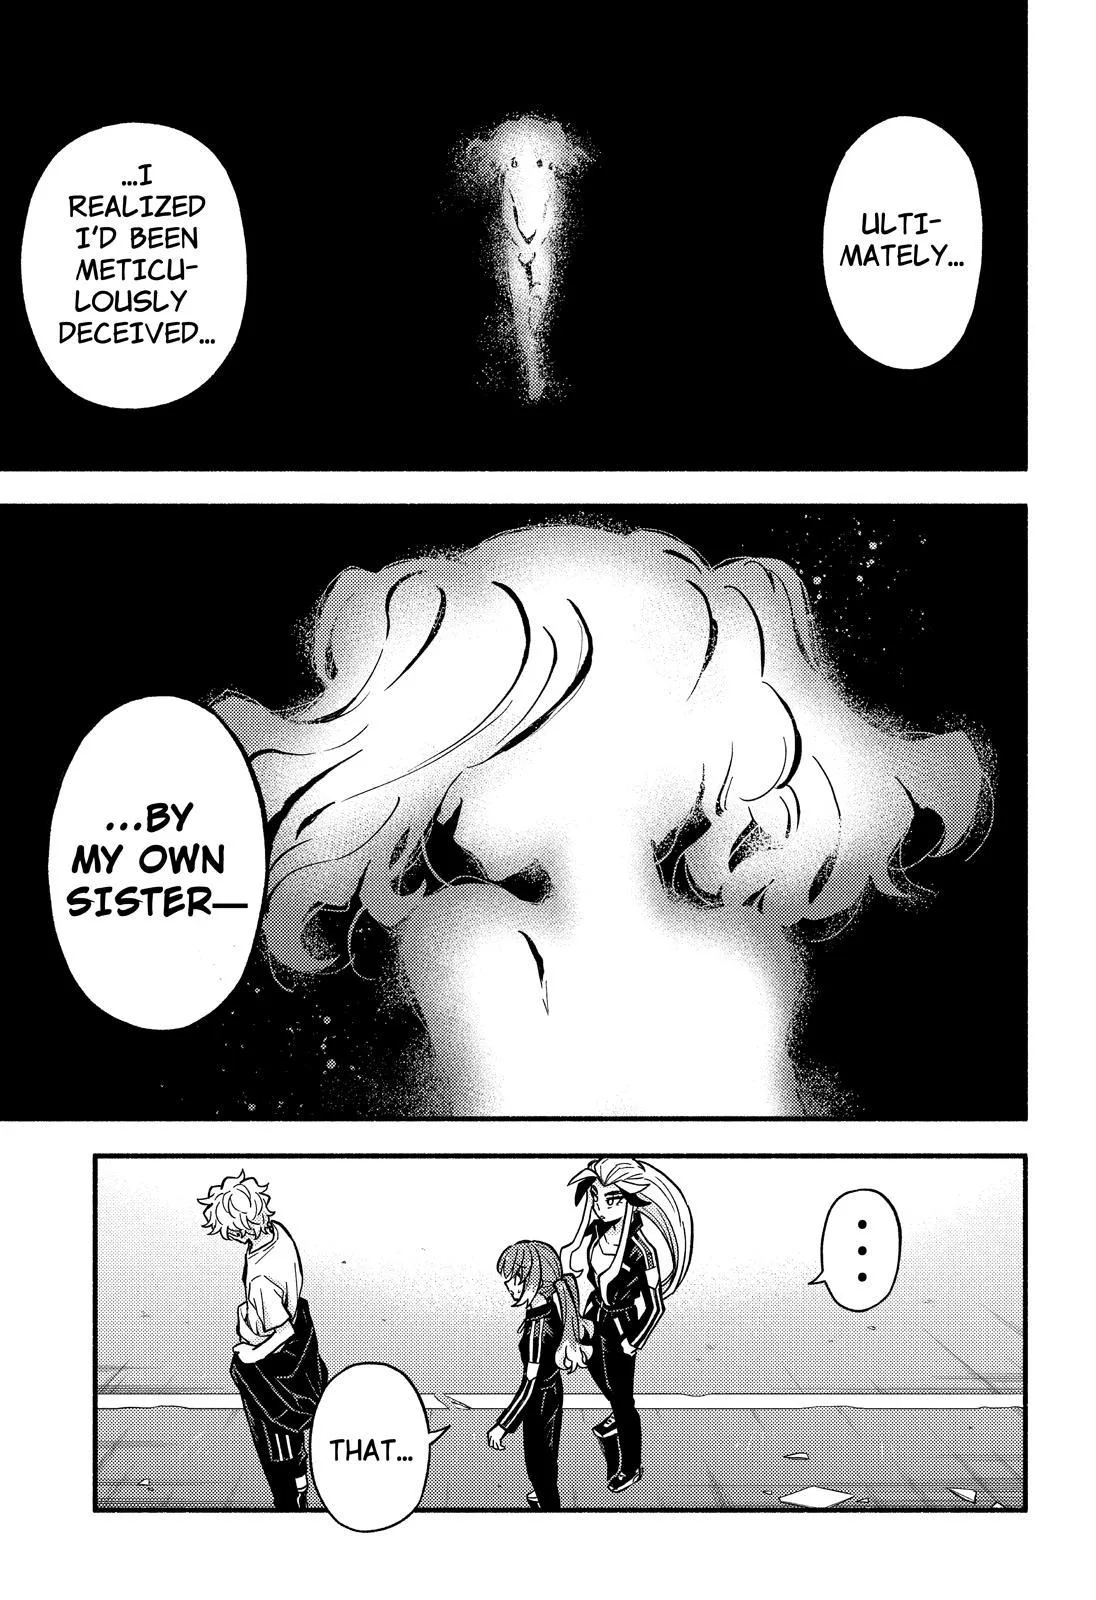 ULTI-
MATELY...
...I
REALIZED
I'D BEEN
METICU-
LOUSLY
DECEIVED...
...BY
MY OWN
SISTER—
...
THAT...